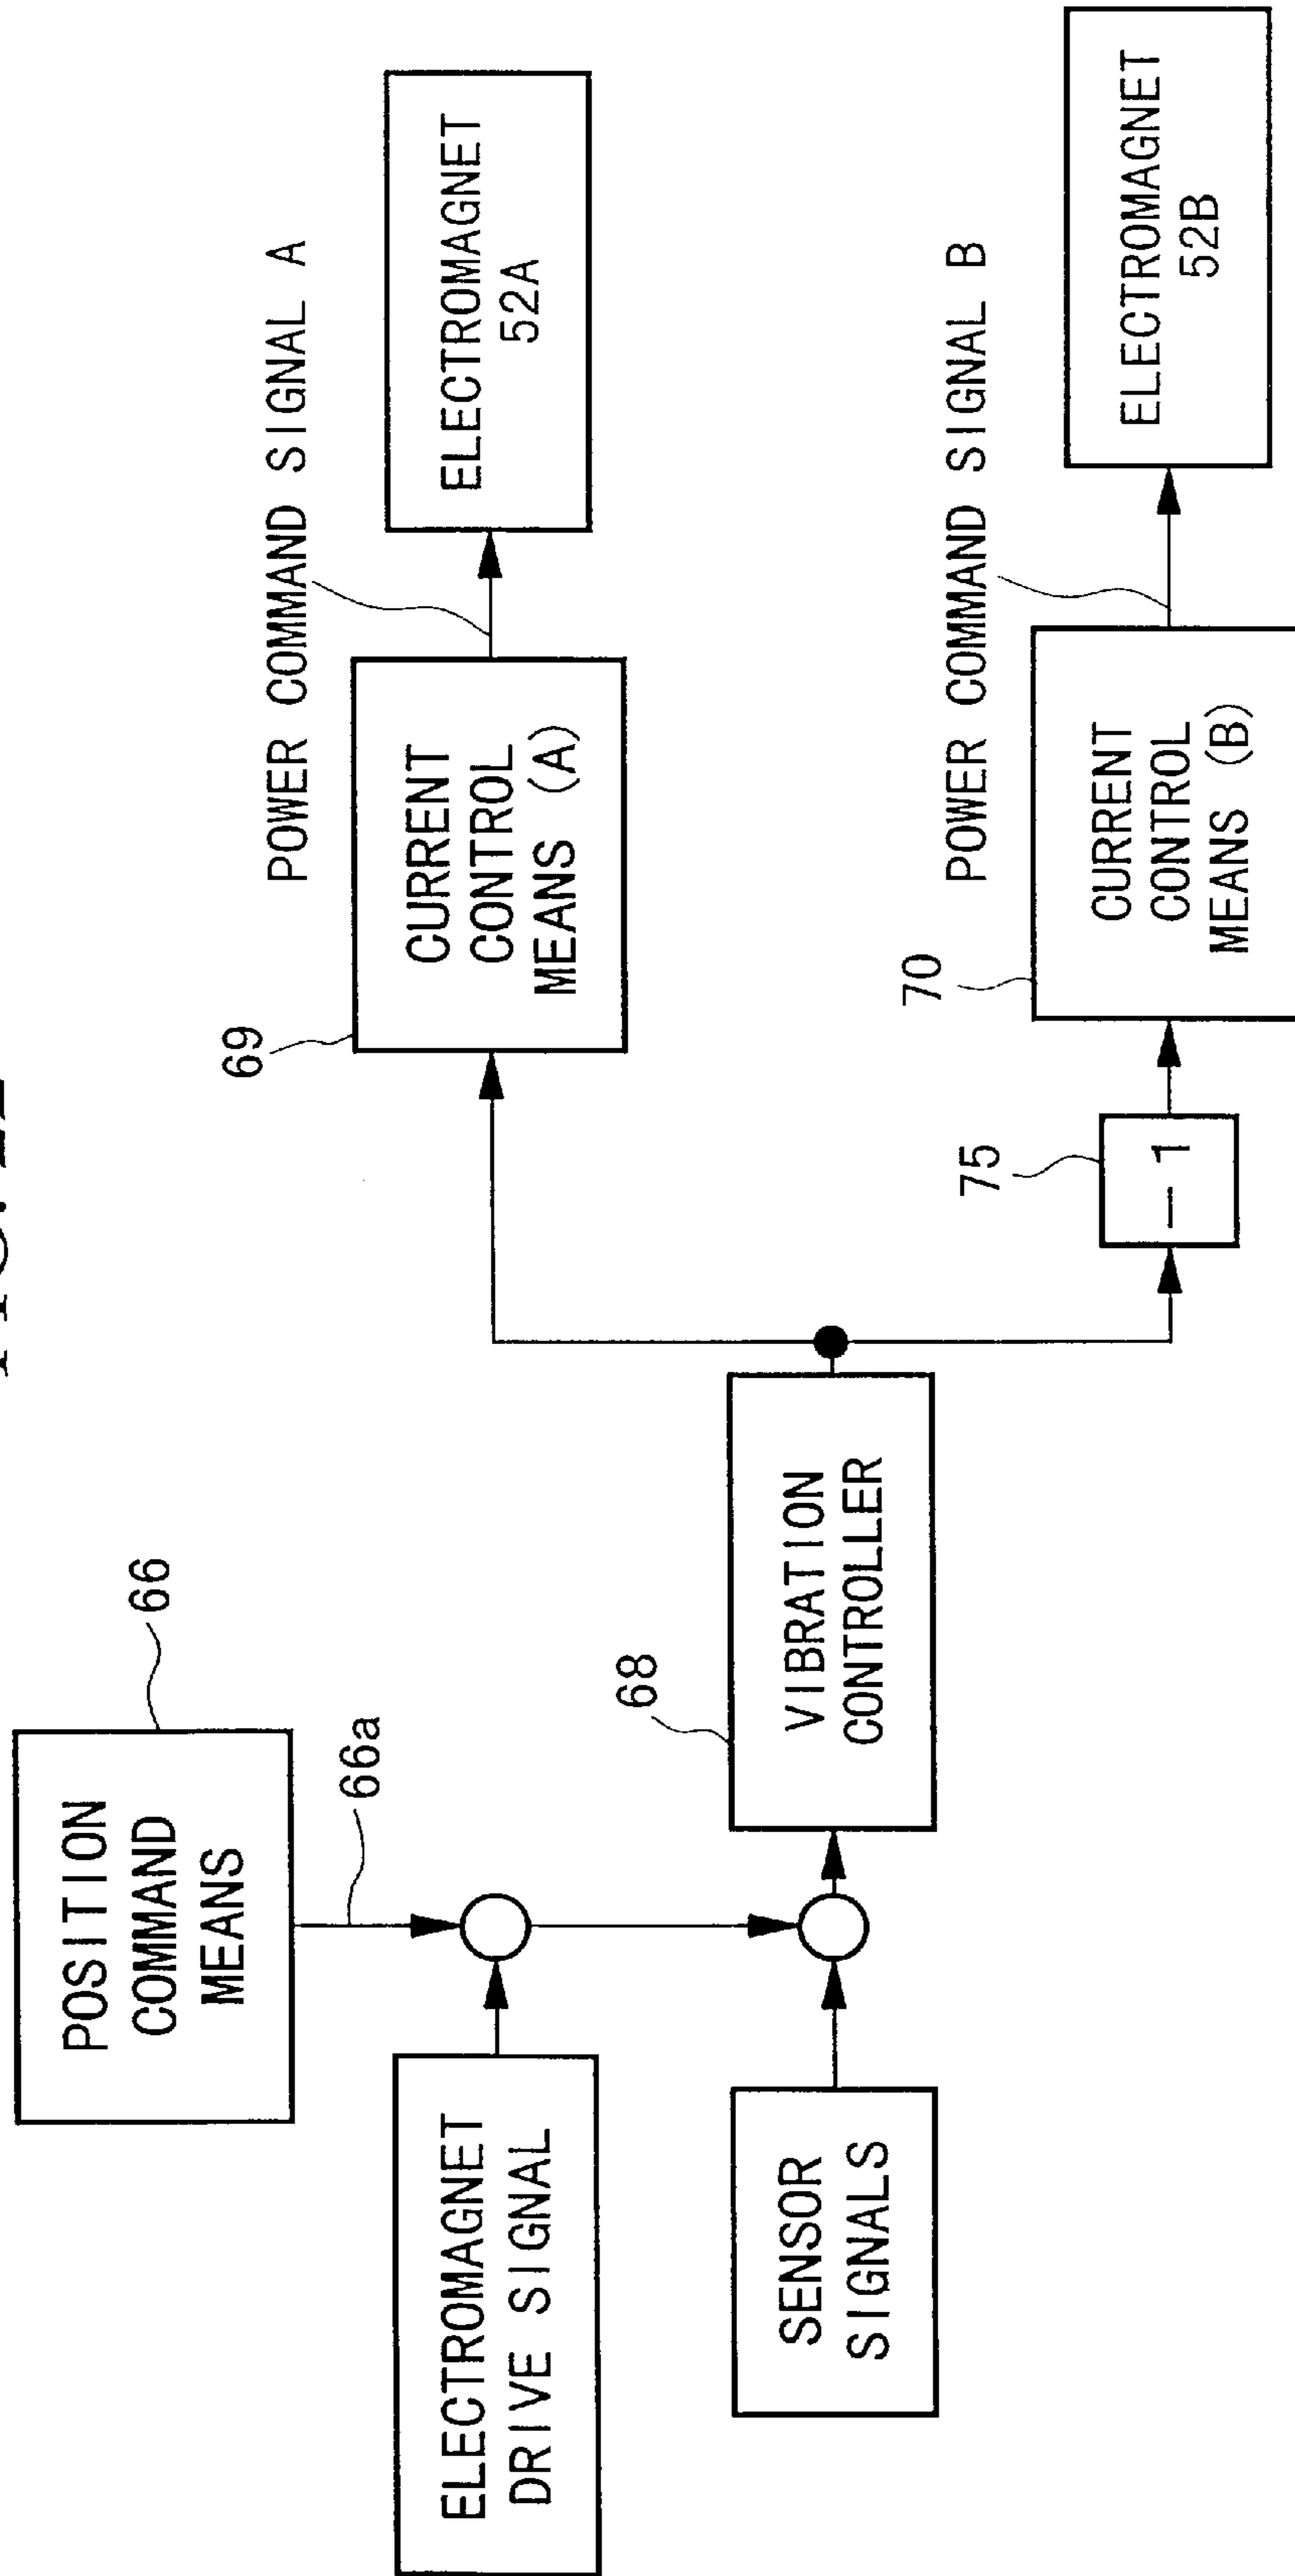 POSITION
COMMAND
MEANS
66
66a
ELECTROMAGNET
DRIVE SIGNAL
SENSOR
SIGNALS
68
VIBRATION
CONTROLLER
69
CURRENT
CONTROL
MEANS (A)
POWER COMMAND SIGNAL A
ELECTROMAGNET
52A
75
-1
70
CURRENT
CONTROL
MEANS (B)
POWER COMMAND SIGNAL B
ELECTROMAGNET
52B